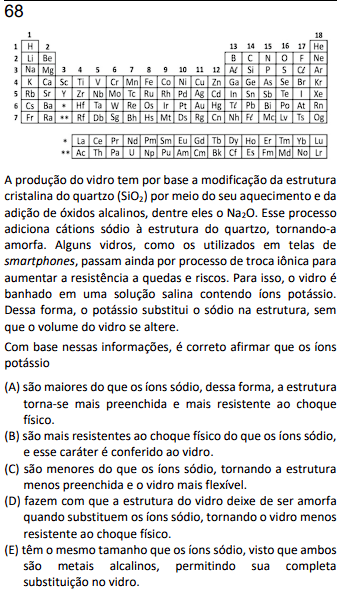 68
1 18
1 H 2 13 14 15 16 17 He
2 Li Be B C N O F Ne
3 Na Mg 3 4 5 6 7 8 9 10 11 12 Aℓ Si P S Cℓ Ar
4 K Ca Sc Ti V Cr Mn Fe Co Ni Cu Zn Ga Ge As Se Br Kr
5 Rb Sr Y Zr Nb Mo Tc Ru Rh Pd Ag Cd In Sn Sb Te I Xe
6 Cs Ba * Hf Ta W Re Os Ir Pt Au Hg Tℓ Pb Bi Po At Rn
7 Fr Ra ** Rf Db Sg Bh Hs Mt Ds Rg Cn Nh Fℓ Mc Lv Ts Og
* La Ce Pr Nd Pm Sm Eu Gd Tb Dy Ho Er Tm Yb Lu
** Ac Th Pa U Np Pu Am Cm Bk Cf Es Fm Md No Lr
A produção do vidro tem por base a modificação da estrutura
cristalina do quartzo (SiO₂) por meio do seu aquecimento e da
adição de óxidos alcalinos, dentre eles o Na₂O. Esse processo
adiciona cátions sódio à estrutura do quartzo, tornando-a
amorfa. Alguns vidros, como os utilizados em telas de
smartphones, passam ainda por processo de troca iônica para
aumentar a resistência a quedas e riscos. Para isso, o vidro é
banhado em uma solução salina contendo íons potássio.
Dessa forma, o potássio substitui o sódio na estrutura, sem
que o volume do vidro se altere.
Com base nessas informações, é correto afirmar que os íons
potássio
(A) são maiores do que os íons sódio, dessa forma, a estrutura
torna-se mais preenchida e mais resistente ao choque
físico.
(B) são mais resistentes ao choque físico do que os íons sódio,
e esse caráter é conferido ao vidro.
(C) são menores do que os íons sódio, tornando a estrutura
menos preenchida e o vidro mais flexível.
(D) fazem com que a estrutura do vidro deixe de ser amorfa
quando substituem os íons sódio, tornando o vidro menos
resistente ao choque físico.
(E) têm o mesmo tamanho que os íons sódio, visto que ambos
são metais alcalinos, permitindo sua completa
substituição no vidro.